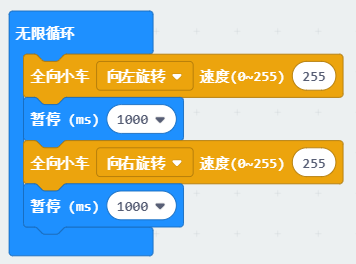 无限循环
全向小车 向左旋转 速度(0~255) 255
暂停 (ms) 1000
全向小车 向右旋转 速度(0~255) 255
暂停 (ms) 1000